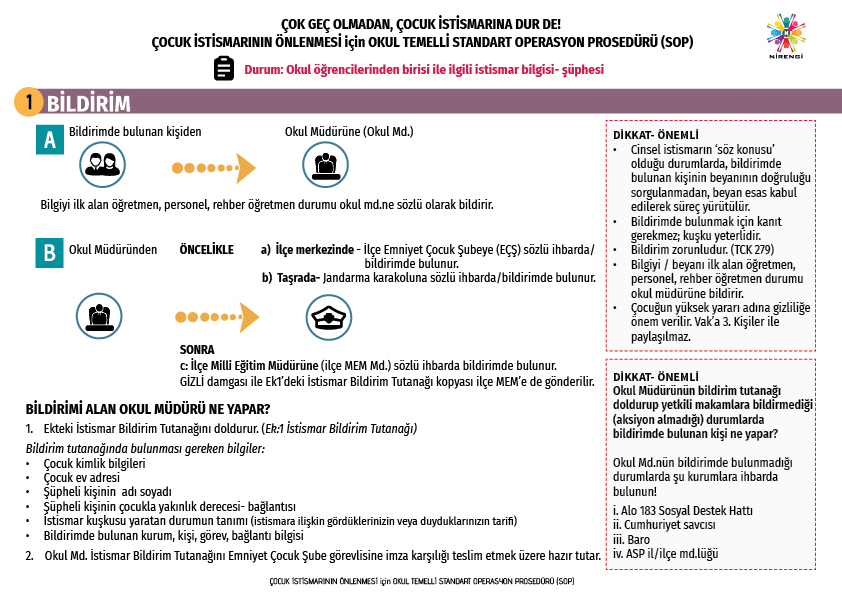 ÇOK GEÇ OLMADAN, ÇOCUK İSTİSMARINA DUR DE!
ÇOCUK İSTİSMARININ ÖNLENMESİ için OKUL TEMELLİ STANDART OPERASYON PROSEDÜRÜ (SOP)
NİRENGİ
Durum: Okul öğrencilerinden birisi ile ilgili istismar bilgisi- şüphesi
1 BİLDİRİM
A Bildirimde bulunan kişiden
Okul Müdürüne (Okul Md.)
Bilgiyi ilk alan öğretmen, personel, rehber öğretmen durumu okul md.ne sözlü olarak bildirir.
B Okul Müdüründen ÖNCELİKLE
a) İlçe merkezinde - İlçe Emniyet Çocuk Şubeye (EÇŞ) sözlü ihbarda/
bildirimde bulunur.
b) Taşrada- Jandarma karakoluna sözlü ihbarda/bildirimde bulunur.
SONRA
c: İlçe Milli Eğitim Müdürüne (ilçe MEM Md.) sözlü ihbarda bildirimde bulunur.
GİZLİ damgası ile Ek1'deki İstismar Bildirim Tutanağı kopyası ilçe MEM'e de gönderilir.
BİLDİRİMİ ALAN OKUL MÜDÜRÜ NE YAPAR?
1. Ekteki İstismar Bildirim Tutanağını doldurur. (Ek:1 İstismar Bildirim Tutanağı)
Bildirim tutanağında bulunması gereken bilgiler:
• Çocuk kimlik bilgileri
• Çocuk ev adresi
• Şüpheli kişinin adı soyadı
• Şüpheli kişinin çocukla yakınlık derecesi- bağlantısı
• İstismar kuşkusu yaratan durumun tanımı (istismara ilişkin gördüklerinizin veya duyduklarınızın tarifi)
• Bildirimde bulunan kurum, kişi, görev, bağlantı bilgisi
2. Okul Md. İstismar Bildirim Tutanağını Emniyet Çocuk Şube görevlisine imza karşılığı teslim etmek üzere hazır tutar.
DİKKAT- ÖNEMLİ
• Cinsel istismarın 'söz konusu'
olduğu durumlarda, bildirimde
bulunan kişinin beyanının doğruluğu
sorgulanmadan, beyan esas kabul
edilerek süreç yürütülür.
• Bildirimde bulunmak için kanıt
gerekmez; kuşku yeterlidir.
• Bildirim zorunludur. (TCK 279)
• Bilgiyi / beyanı ilk alan öğretmen,
personel, rehber öğretmen durumu
okul müdürüne bildirir.
• Çocuğun yüksek yararı adına gizliliğe
önem verilir. Vak'a 3. Kişiler ile
paylaşılmaz.
DİKKAT- ÖNEMLİ
Okul Müdürünün bildirim tutanağı
doldurup yetkili makamlara bildirmediği
(aksiyon almadığı) durumlarda
bildirimde bulunan kişi ne yapar?
Okul Md.nün bildirimde bulunmadığı
durumlarda şu kurumlara ihbarda
bulunun!
i. Alo 183 Sosyal Destek Hattı
ii. Cumhuriyet savcısı
iii. Baro
iv. ASP il/ilçe md.lüğü
ÇOCUK İSTİSMARININ ÖNLENMESİ için OKUL TEMELLİ STANDART OPERASYON PROSEDÜRÜ (SOP)